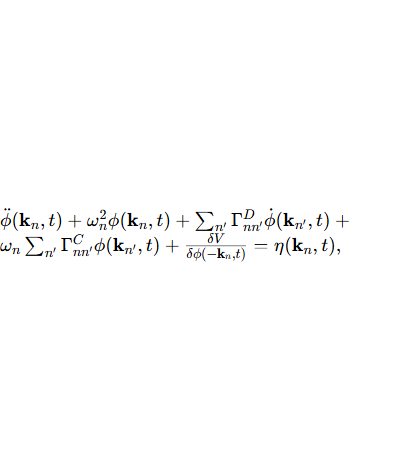 $\ddot{\phi}(\mathbf{k}_n, t) + \omega_n^2 \phi(\mathbf{k}_n, t) + \sum_{n'} \Gamma^D_{nn'} \dot{\phi}(\mathbf{k}_{n'}, t) +$
$\omega_n \sum_{n'} \Gamma^C_{nn'} \phi(\mathbf{k}_{n'}, t) + \frac{\delta V}{\delta \phi(-\mathbf{k}_n, t)} = \eta(\mathbf{k}_n, t),$